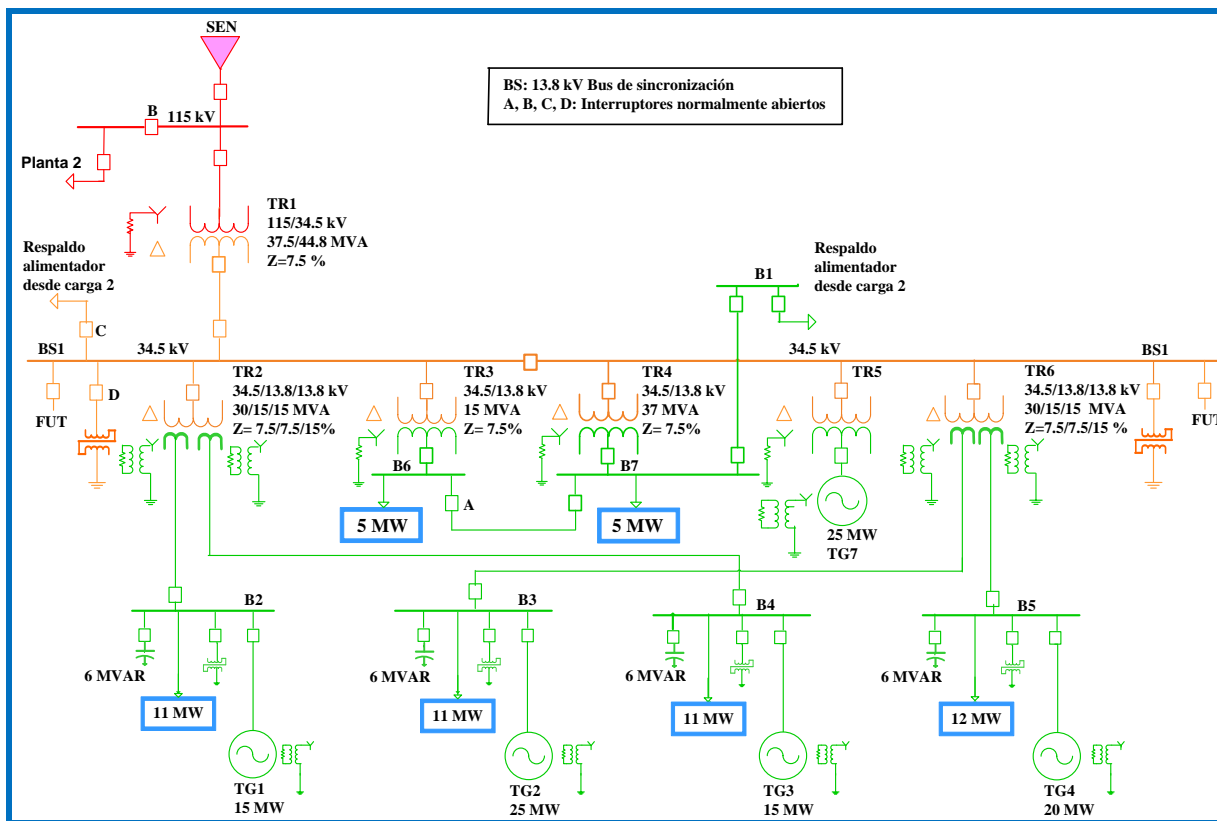 SEN
BS: 13.8 kV Bus de sincronización
A, B, C, D: Interruptores normalmente abiertos
B
115 kV
Planta 2
TR1
115/34.5 kV
37.5/44.8 MVA
Z=7.5 %
Respaldo
alimentador
desde carga 2
C
B1
Respaldo
alimentador
desde carga 2
BS1
34.5 kV
34.5 kV
BS1
D
FUT
TR2
34.5/13.8/13.8 kV
30/15/15 MVA
Z= 7.5/7.5/15%
TR3
34.5/13.8/13.8 kV
15 MVA
Z= 7.5%
TR4
34.5/13.8/13.8 kV
37 MVA
Z= 7.5%
TR5
TR6
34.5/13.8/13.8 kV
30/15/15 MVA
Z=7.5/7.5/15 %
FUT
B6
A
B7
5 MW
5 MW
25 MW
TG7
B2
B3
B4
B5
6 MVAR
6 MVAR
6 MVAR
6 MVAR
11 MW
11 MW
11 MW
12 MW
TG1
15 MW
TG2
25 MW
TG3
15 MW
TG4
20 MW